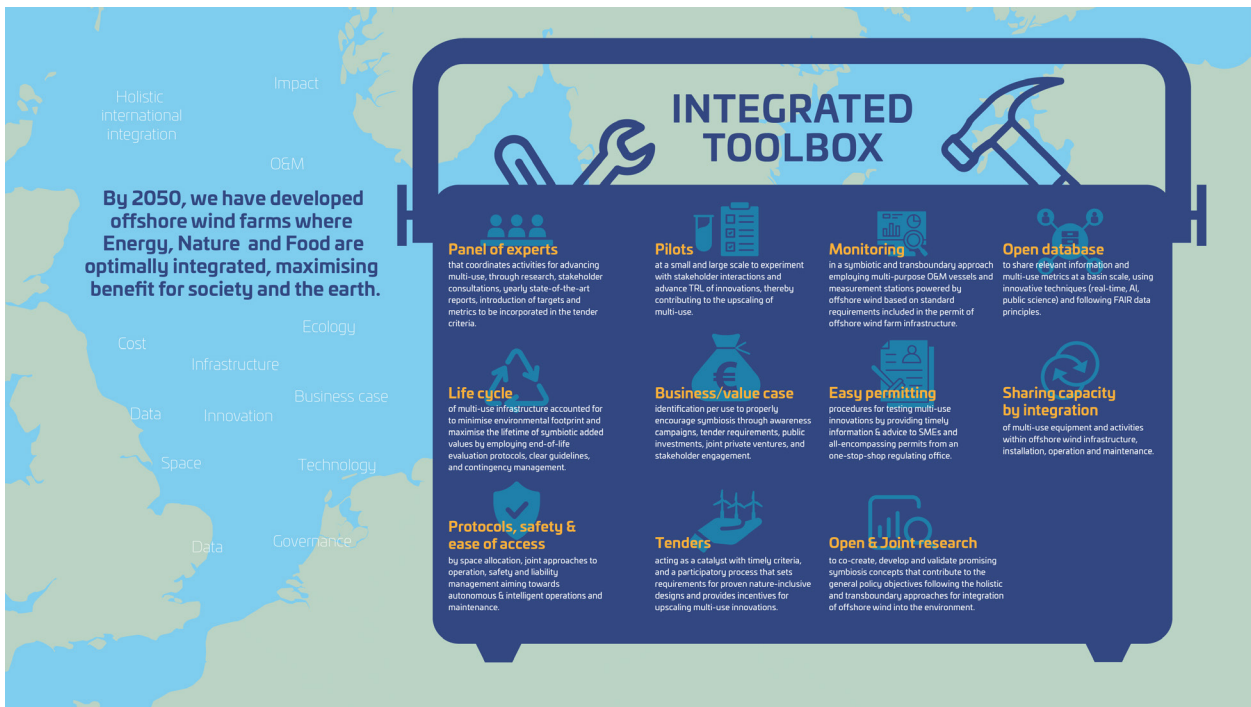 Impact
Holistic
international
integration
O&M
By 2050, we have developed
offshore wind farms where
Energy, Nature and Food are
optimally integrated, maximising
benefit for society and the earth.
Ecology
Cost
Infrastructure
Business case
Data
Innovation
Space
Technology
Data
Governance
INTEGRATED
TOOLBOX
Panel of experts
that coordinates activities for advancing
multi-use, through research, stakeholder
consultations, yearly state-of-the-art
reports, introduction of targets and
metrics to be incorporated in the tender
criteria.
Pilots
at a small and large scale to experiment
with stakeholder interactions and
advance TRL of innovations, thereby
contributing to the upscaling of
multi-use.
Monitoring
in a symbiotic and transboundary approach
employing multi-purpose O&M vessels and
measurement stations powered by
offshore wind based on standard
requirements included in the permit of
offshore wind farm infrastructure.
Open database
to share relevant information and
multi-use metrics at a basin scale, using
innovative techniques (real-time, AI,
public science) and following FAIR data
principles.
Life cycle
of multi-use infrastructure accounted for
to minimise environmental footprint and
maximise the lifetime of symbiotic added
values by employing end-of-life
evaluation protocols, clear guidelines,
and contingency management.
€
Business/value case
identification per use to properly
encourage symbiosis through awareness
campaigns, tender requirements, public
investments, joint private ventures, and
stakeholder engagement.
Easy permitting
procedures for testing multi-use
innovations by providing timely
information & advice to SMEs and
all-encompassing permits from an
one-stop-shop regulating office.
Sharing capacity
by integration
of multi-use equipment and activities
within offshore wind infrastructure,
installation, operation and maintenance.
Protocols, safety &
ease of access
by space allocation, joint approaches to
operation, safety and liability
management aiming towards
autonomous & intelligent operations and
maintenance.
Tenders
acting as a catalyst with timely criteria,
and a participatory process that sets
requirements for proven nature-inclusive
designs and provides incentives for
upscaling multi-use innovations.
Open & Joint research
to co-create, develop and validate promising
symbiosis concepts that contribute to the
general policy objectives following the holistic
and transboundary approaches for integration
of offshore wind into the environment.